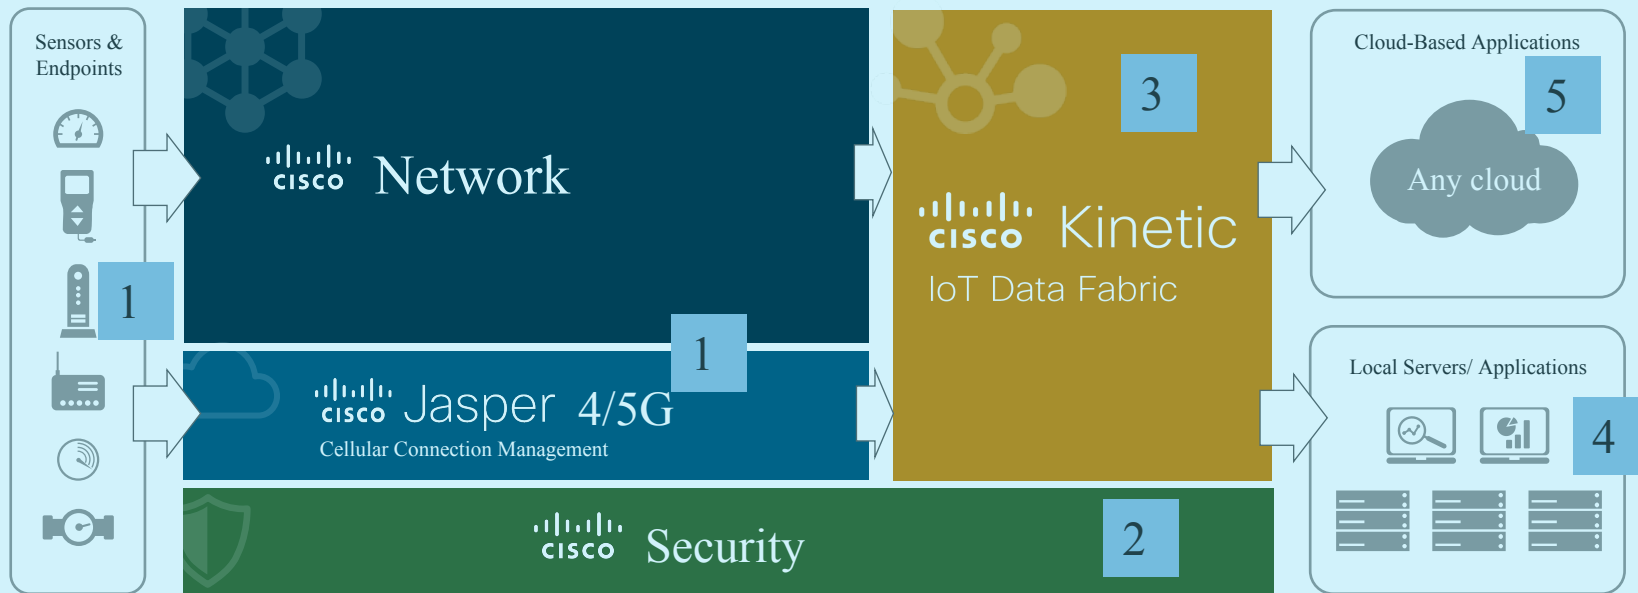 Sensors &
Endpoints
1
CISCO Network
1
CISCO Jasper 4/5G
Cellular Connection Management
CISCO Security
2
3
CISCO Kinetic
IoT Data Fabric
Cloud-Based Applications
5
Any cloud
Local Servers/ Applications
4